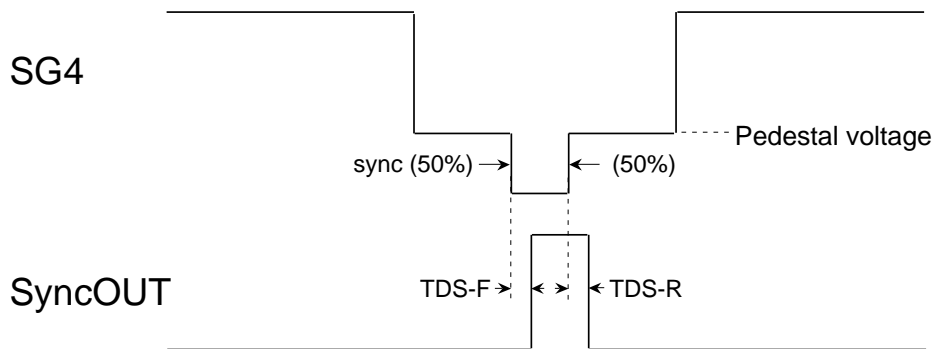 SG4
Pedestal voltage
sync (50%)
(50%)
TDS-F
TDS-R
SyncOUT